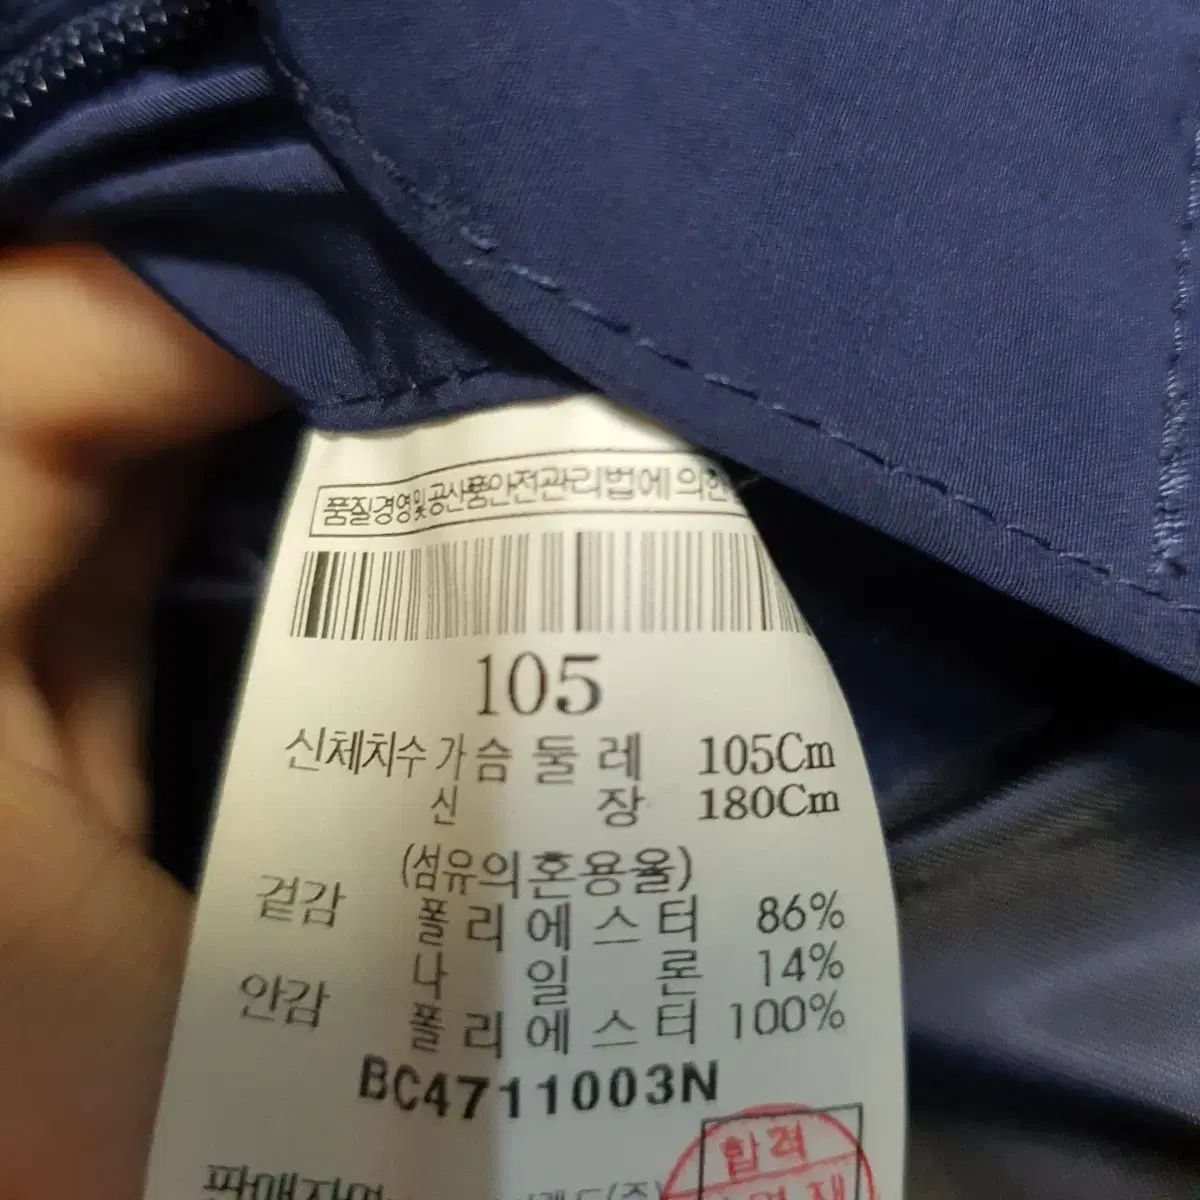 품질경영및공산품안전관리법에 의한
105
신체치수 가슴둘레 105Cm
신장 180Cm
(섬유의혼용율)
겉감 폴리에스터 86%
나일론 14%
안감 폴리에스터 100%
BC4711003N
합격